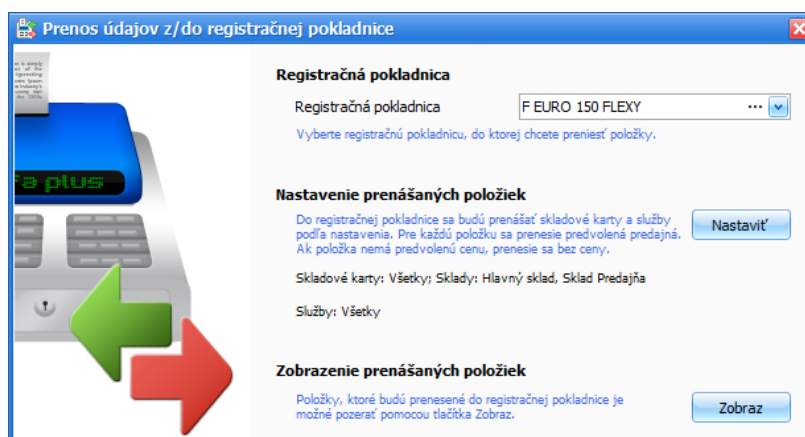 Prenos údajov z/do registračnej pokladnice
Registračná pokladnica
Registračná pokladnica
F EURO 150 FLEXY
...
Vyberte registračnú pokladnicu, do ktorej chcete preniesť položky.
fa plus
Nastavenie prenášaných položiek
Do registračnej pokladnice sa budú prenášať skladové karty a služby
podľa nastavenia. Pre každú položku sa prenesie predvolená predajná.
Ak položka nemá predvolenú cenu, prenesie sa bez ceny.
Nastaviť
Skladové karty: Všetky; Sklady: Hlavný sklad, Sklad Predajňa
Služby: Všetky
Zobrazenie prenášaných položiek
Položky, ktoré budú prenesené do registračnej pokladnice je
možné pozerať pomocou tlačítka Zobraz.
Zobraz